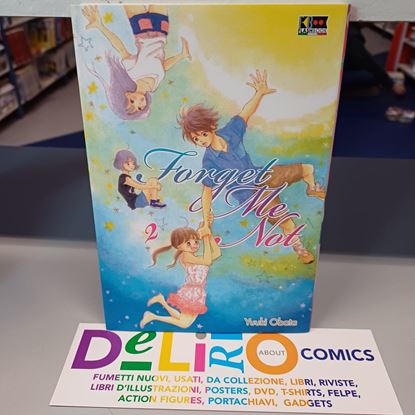 FLASHBOOK
Forget
Me
Not
2
Yuuki Obata
DeLiRiO
ABOUT
COMICS
FUMETTI NUOVI, USATI, DA COLLEZIONE, LIBRI, RIVISTE,
LIBRI D'ILLUSTRAZIONI, POSTERS, DVD, T-SHIRTS, FELPE,
ACTION FIGURES, PORTACHIAVI, GADGETS